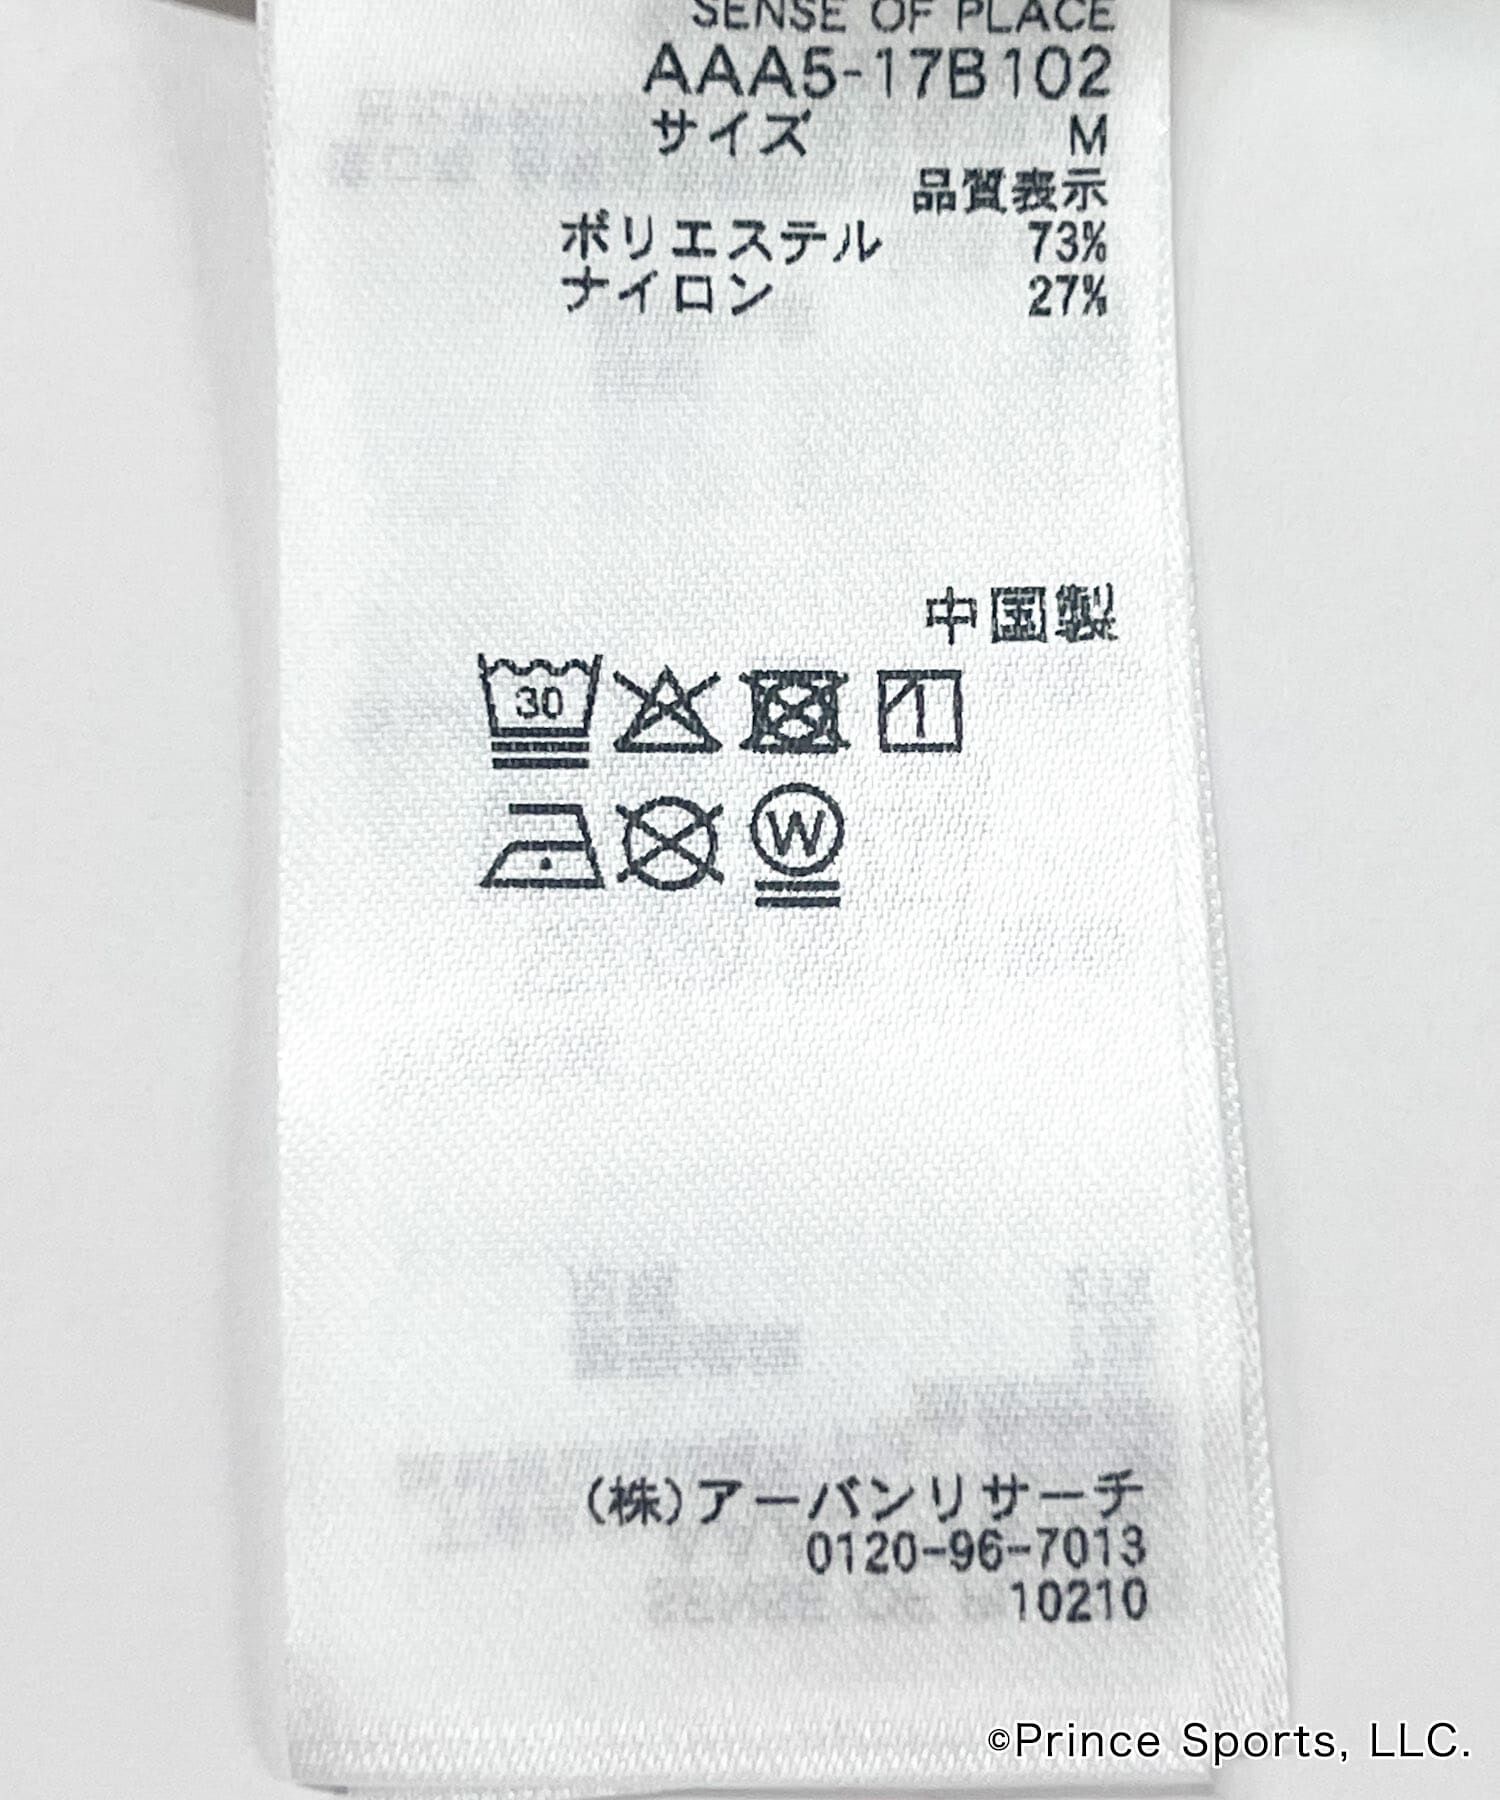 SENSE OF PLACE
AAA5-17B102
サイズ M
品質表示
ポリエステル 73%
ナイロン 27%
中国製
30
W
(株)アーバンリサーチ
0120-96-7013
10210
©Prince Sports, LLC.